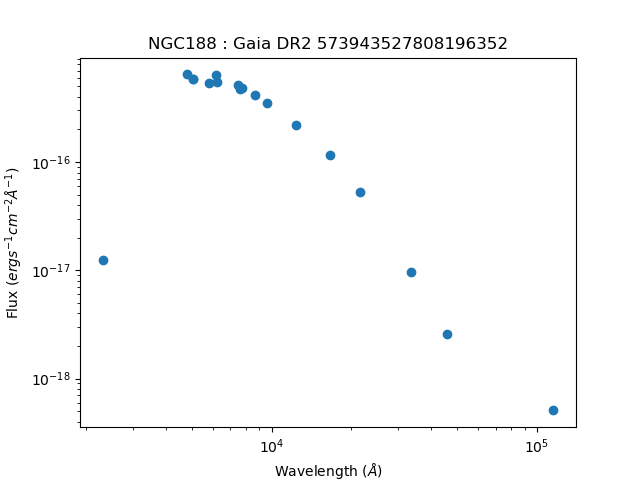 NGC188 : Gaia DR2 573943527808196352
Flux (ergs⁻¹cm⁻²Å⁻¹)
10⁻¹⁶
10⁻¹⁷
10⁻¹⁸
10⁴
10⁵
Wavelength (Å)